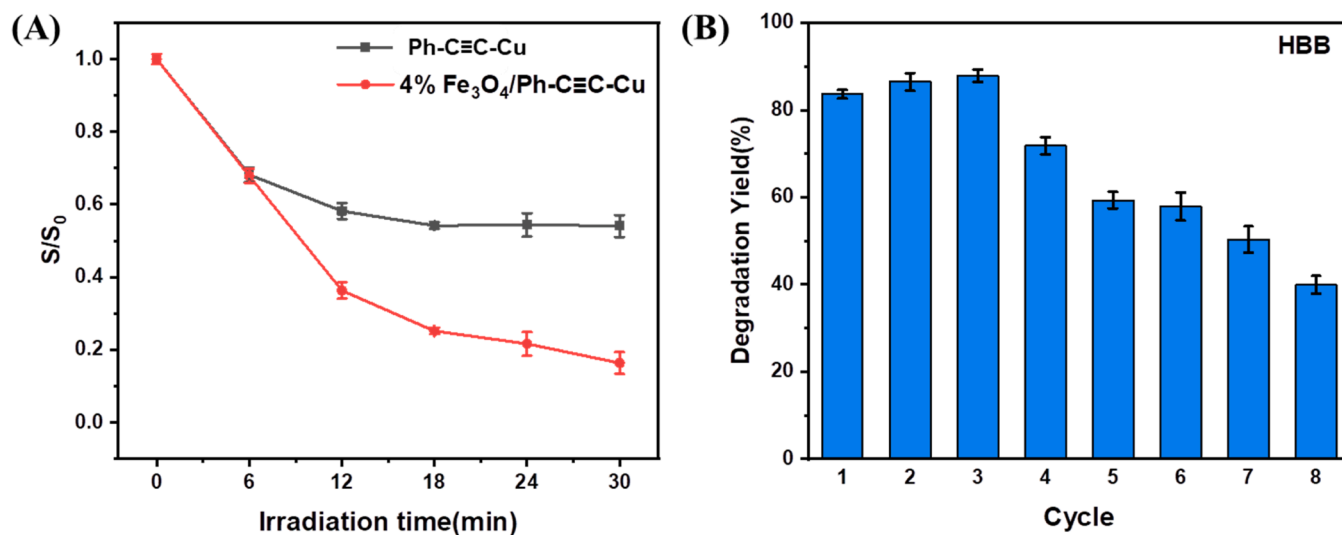 (A)
Ph-C≡C-Cu
4% Fe₃O₄/Ph-C≡C-Cu
1.0
0.8
0.6
0.4
0.2
0.0
S/S₀
0 6 12 18 24 30
Irradiation time(min)
(B)
HBB
100
80
60
40
20
0
Degradation Yield(%)
1 2 3 4 5 6 7 8
Cycle